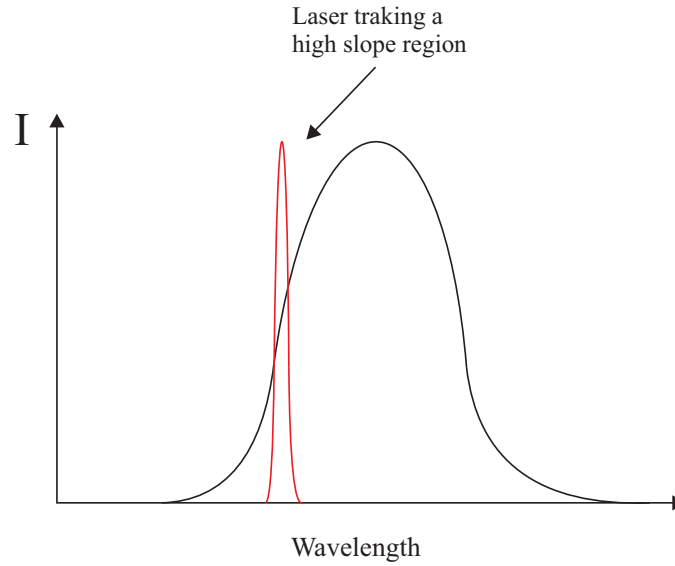 Laser traking a
high slope region
I
Wavelength